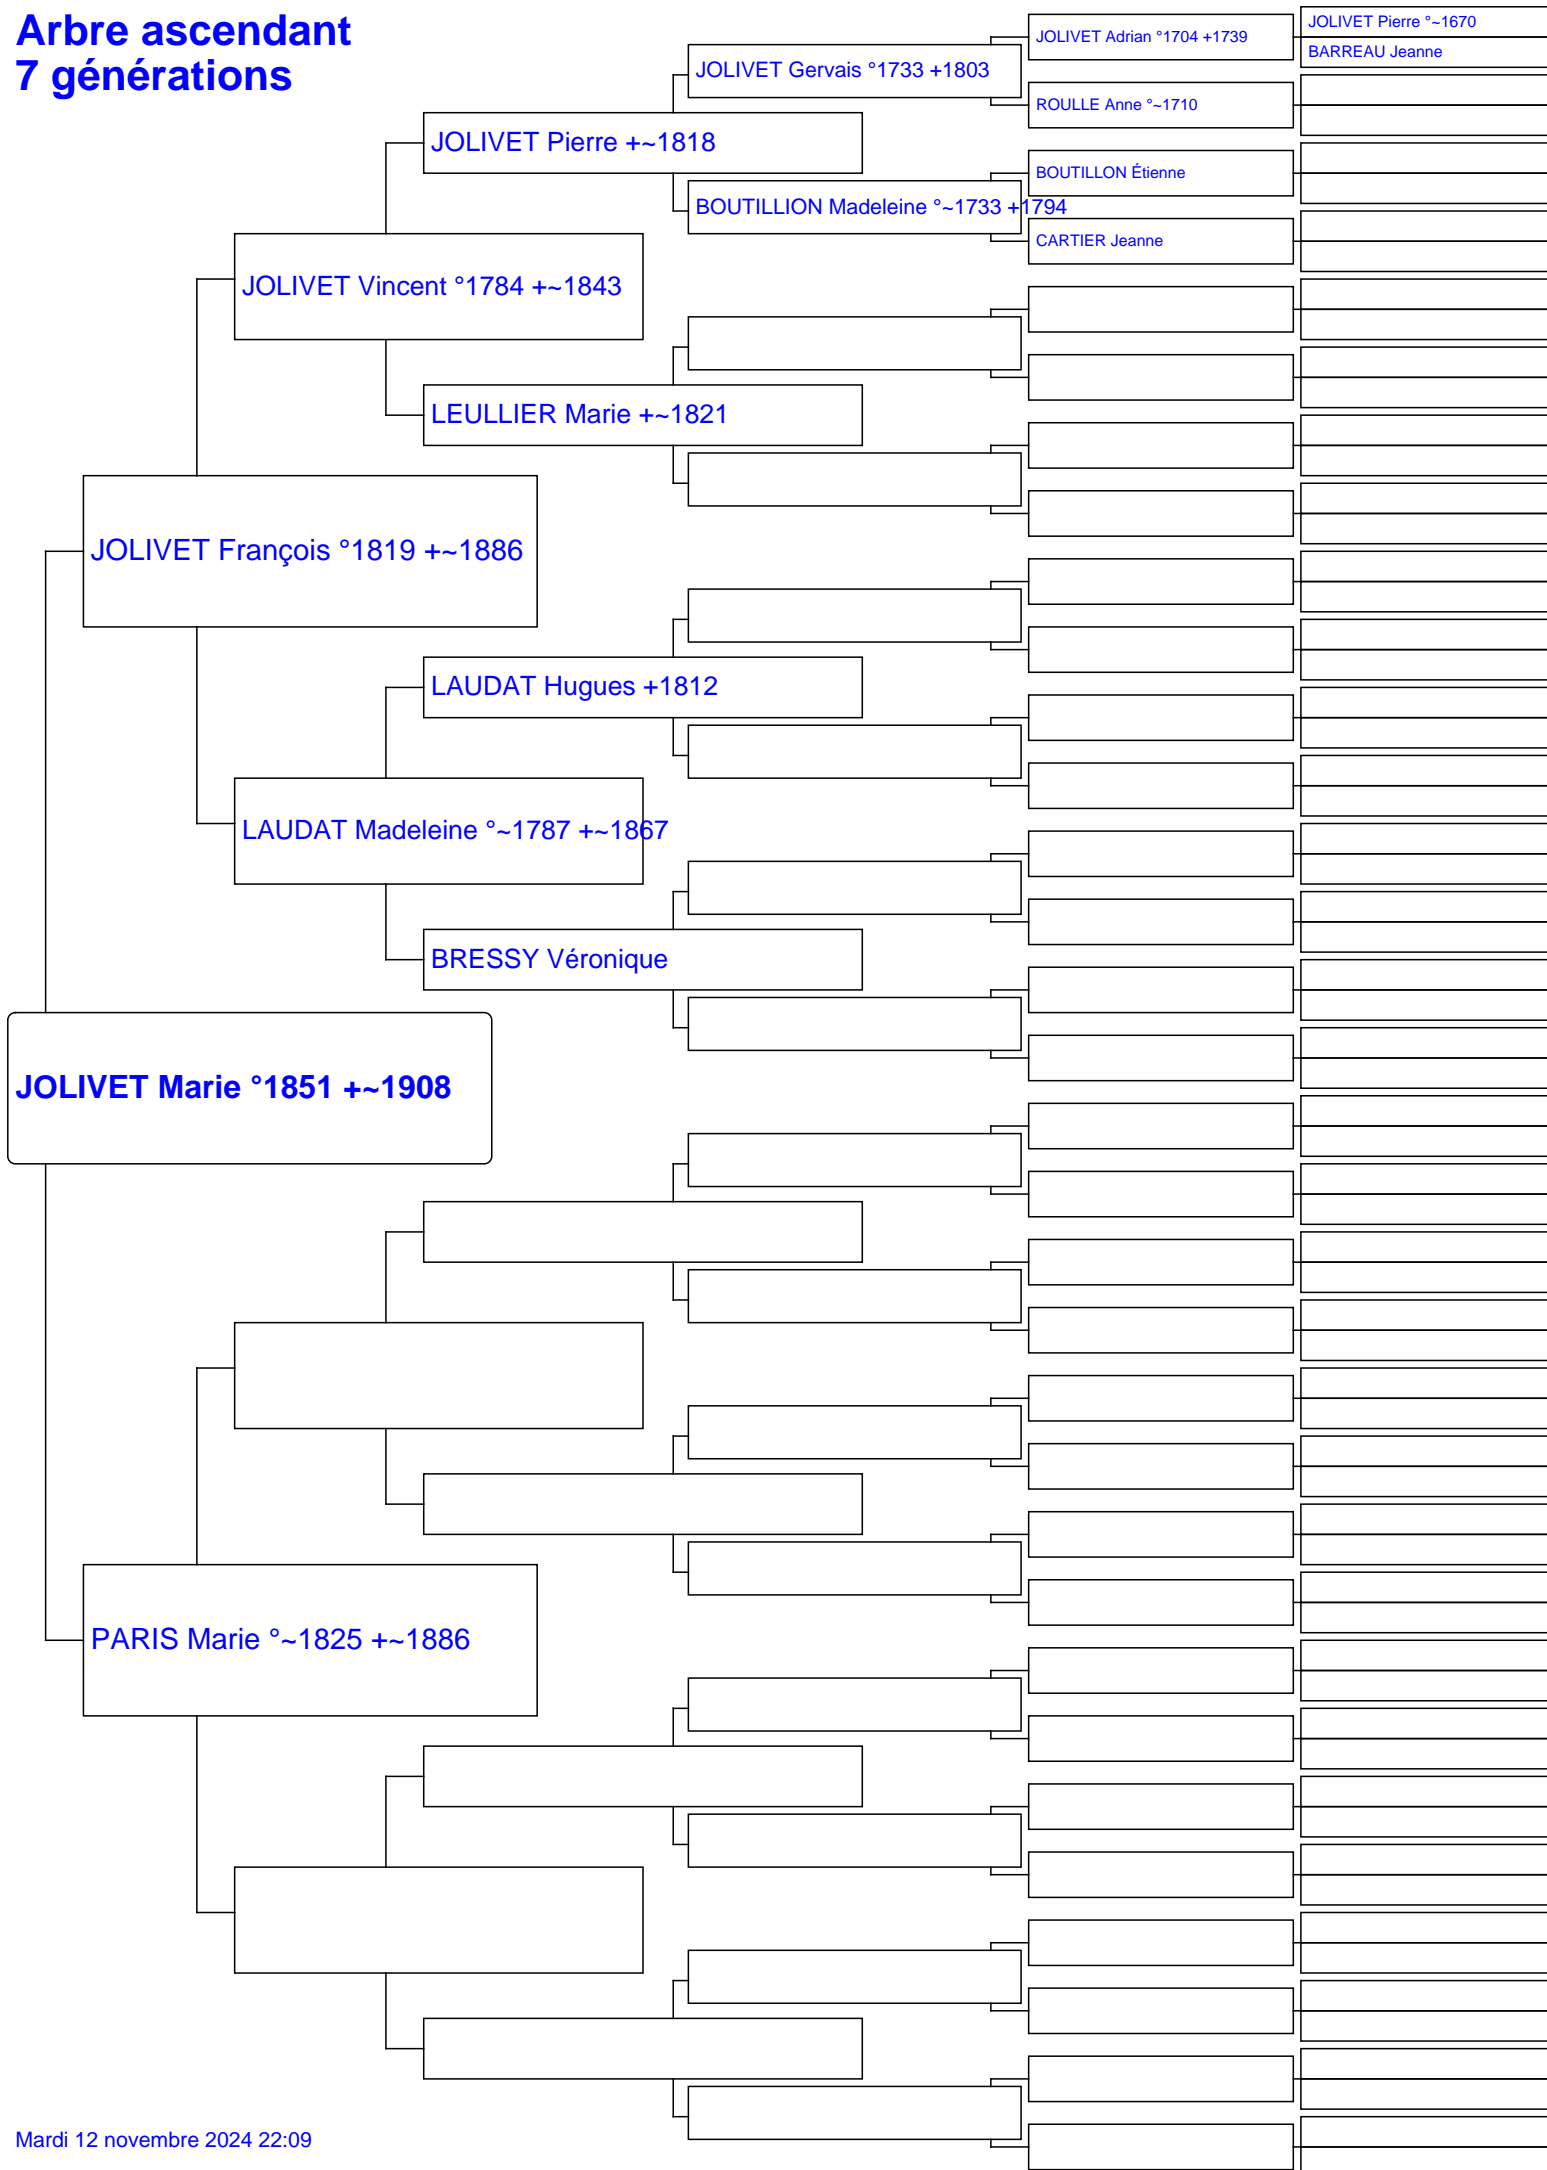 Arbre ascendant
7 générations
JOLIVET Pierre °~1670
JOLIVET Adrian °1704 +1739
BARREAU Jeanne
JOLIVET Gervais °1733 +1803
ROULLE Anne °~1710
JOLIVET Pierre +~1818
BOUTILLON Étienne
BOUTILLION Madeleine °~1733 +1794
CARTIER Jeanne
JOLIVET Vincent °1784 +~1843
LEULLIER Marie +~1821
JOLIVET François °1819 +~1886
LAUDAT Hugues +1812
LAUDAT Madeleine °~1787 +~1867
BRESSY Véronique
JOLIVET Marie °1851 +~1908
PARIS Marie °~1825 +~1886
Mardi 12 novembre 2024 22:09